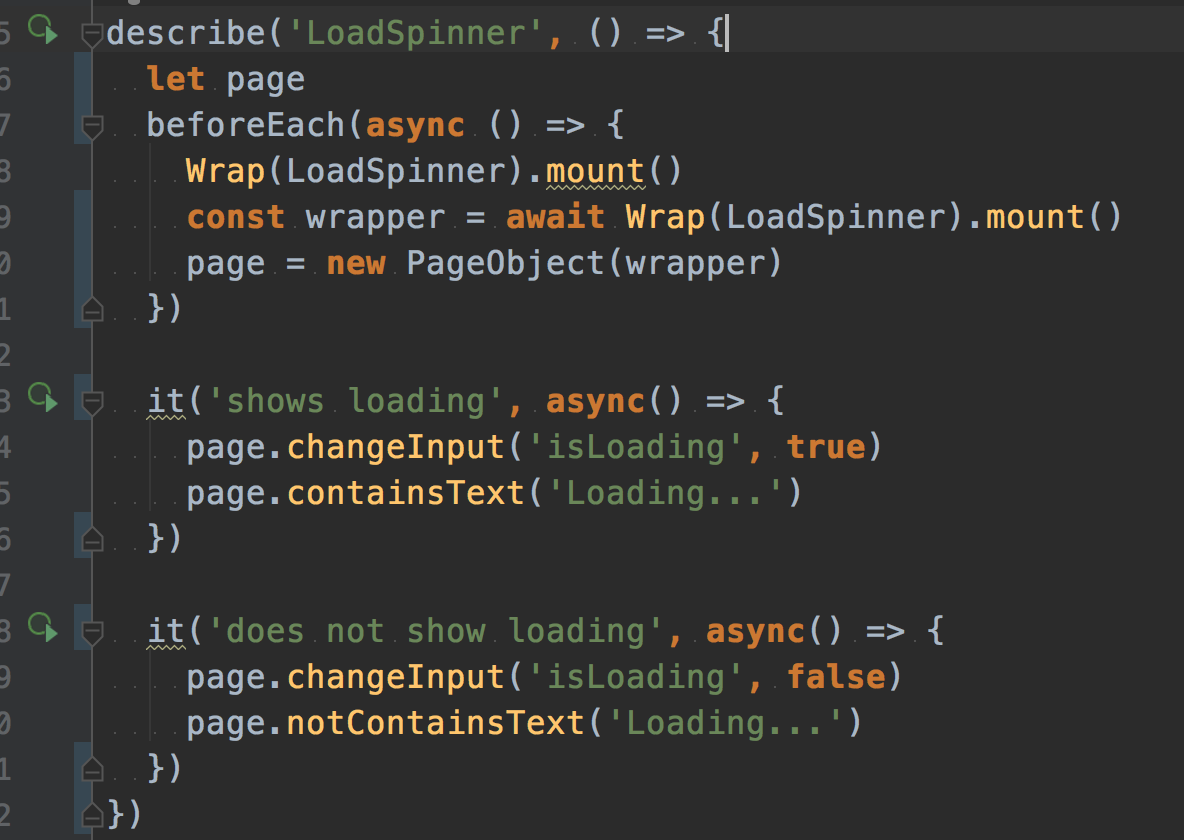 5 describe('LoadSpinner', () => {
6   let page
7   beforeEach(async () => {
8     Wrap(LoadSpinner).mount()
9     const wrapper = await Wrap(LoadSpinner).mount()
0     page = new PageObject(wrapper)
1   })
2
3   it('shows loading', async() => {
4     page.changeInput('isLoading', true)
5     page.containsText('Loading...')
6   })
7
8   it('does not show loading', async() => {
9     page.changeInput('isLoading', false)
0     page.notContainsText('Loading...')
1   })
2 })